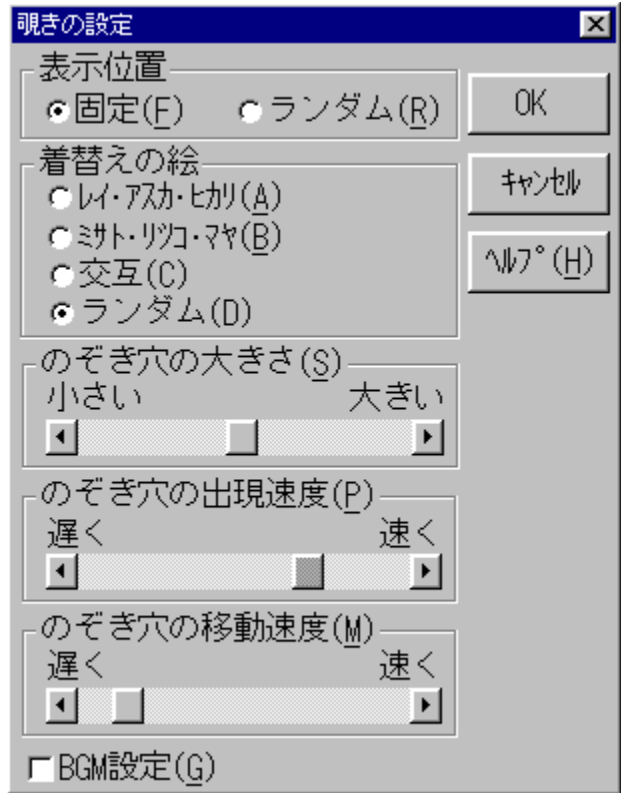 覗きの設定
表示位置
固定(F) ランダム(R)
OK
着替えの絵
ﾚｲ・ｱｽｶ・ﾋｶﾘ(A)
ｷｬﾝｾﾙ
ﾐｻﾄ・ﾘﾂｺ・ﾏﾔ(B)
ﾍﾙﾌﾟ(H)
交互(C)
ランダム(D)
のぞき穴の大きさ(S)
小さい 大きい
のぞき穴の出現速度(P)
遅く 速く
のぞき穴の移動速度(M)
遅く 速く
BGM設定(G)